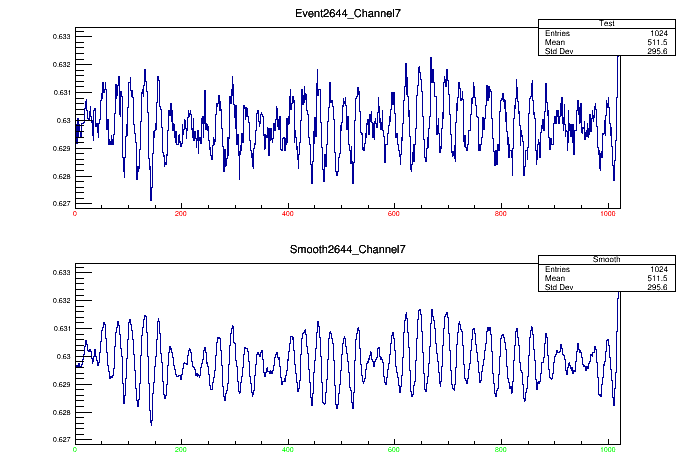 Event2644_Channel7
Test
Entries 1024
Mean 511.5
Std Dev 295.6
0.633
0.632
0.631
0.63
0.629
0.628
0.627
0 200 400 600 800 1000
Smooth2644_Channel7
Smooth
Entries 1024
Mean 511.5
Std Dev 295.6
0.633
0.632
0.631
0.63
0.629
0.628
0.627
0 200 400 600 800 1000